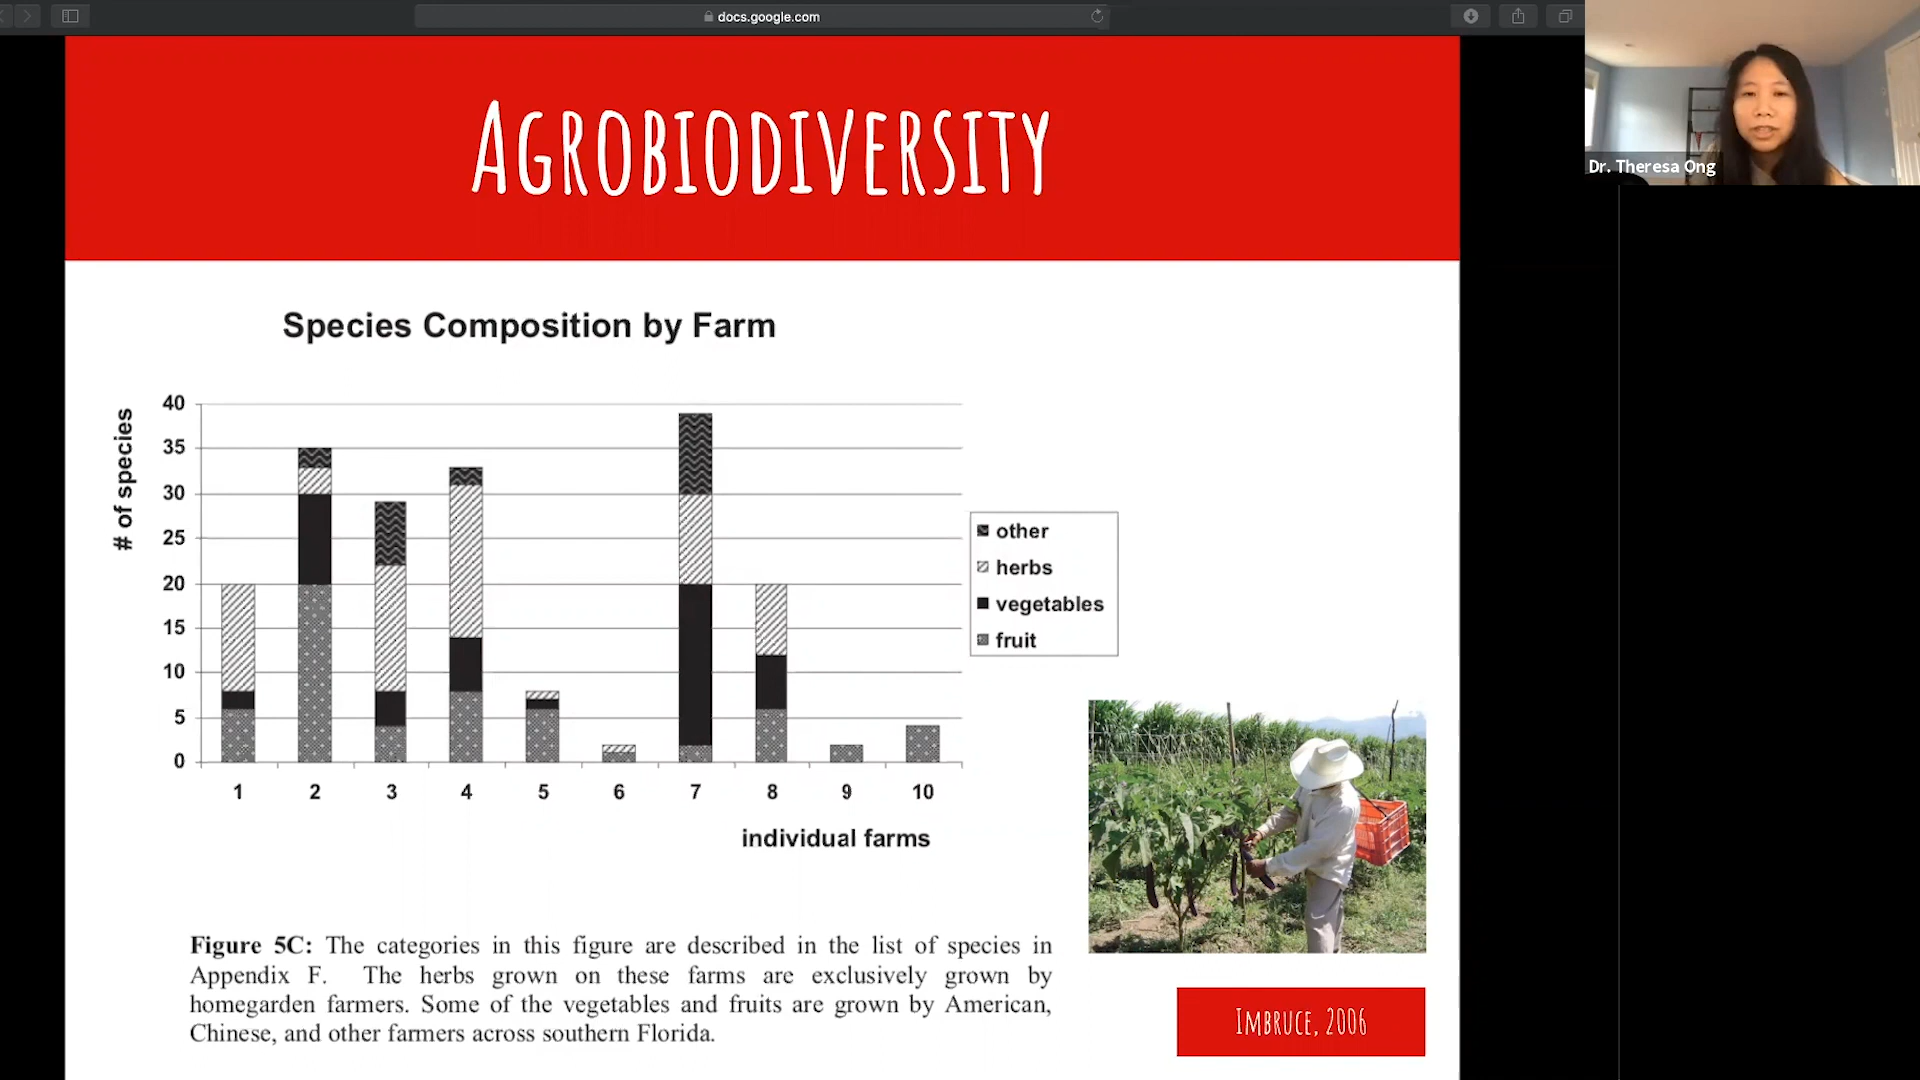 docs.google.com
Agrobiodiversity
Dr. Theresa Ong
Species Composition by Farm
# of species
40
35
30
25
20
15
10
5
0
1 2 3 4 5 6 7 8 9 10
individual farms
other
herbs
vegetables
fruit
Figure 5C: The categories in this figure are described in the list of species in
Appendix F. The herbs grown on these farms are exclusively grown by
homegarden farmers. Some of the vegetables and fruits are grown by American,
Chinese, and other farmers across southern Florida.
Imbruce, 2006